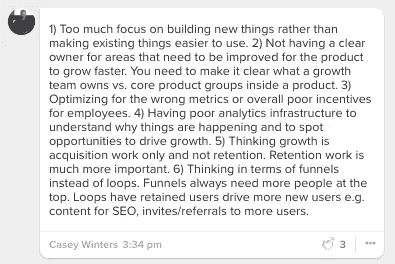 1) Too much focus on building new things rather than
making existing things easier to use. 2) Not having a clear
owner for areas that need to be improved for the product
to grow faster. You need to make it clear what a growth
team owns vs. core product groups inside a product. 3)
Optimizing for the wrong metrics or overall poor incentives
for employees. 4) Having poor analytics infrastructure to
understand why things are happening and to spot
opportunities to drive growth. 5) Thinking growth is
acquisition work only and not retention. Retention work is
much more important. 6) Thinking in terms of funnels
instead of loops. Funnels always need more people at the
top. Loops have retained users drive more new users e.g.
content for SEO, invites/referrals to more users.
Casey Winters 3:34 pm 3